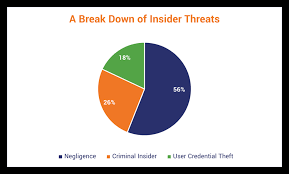 A Break Down of Insider Threats
18%
56%
26%
Negligence Criminal Insider User Credential Theft